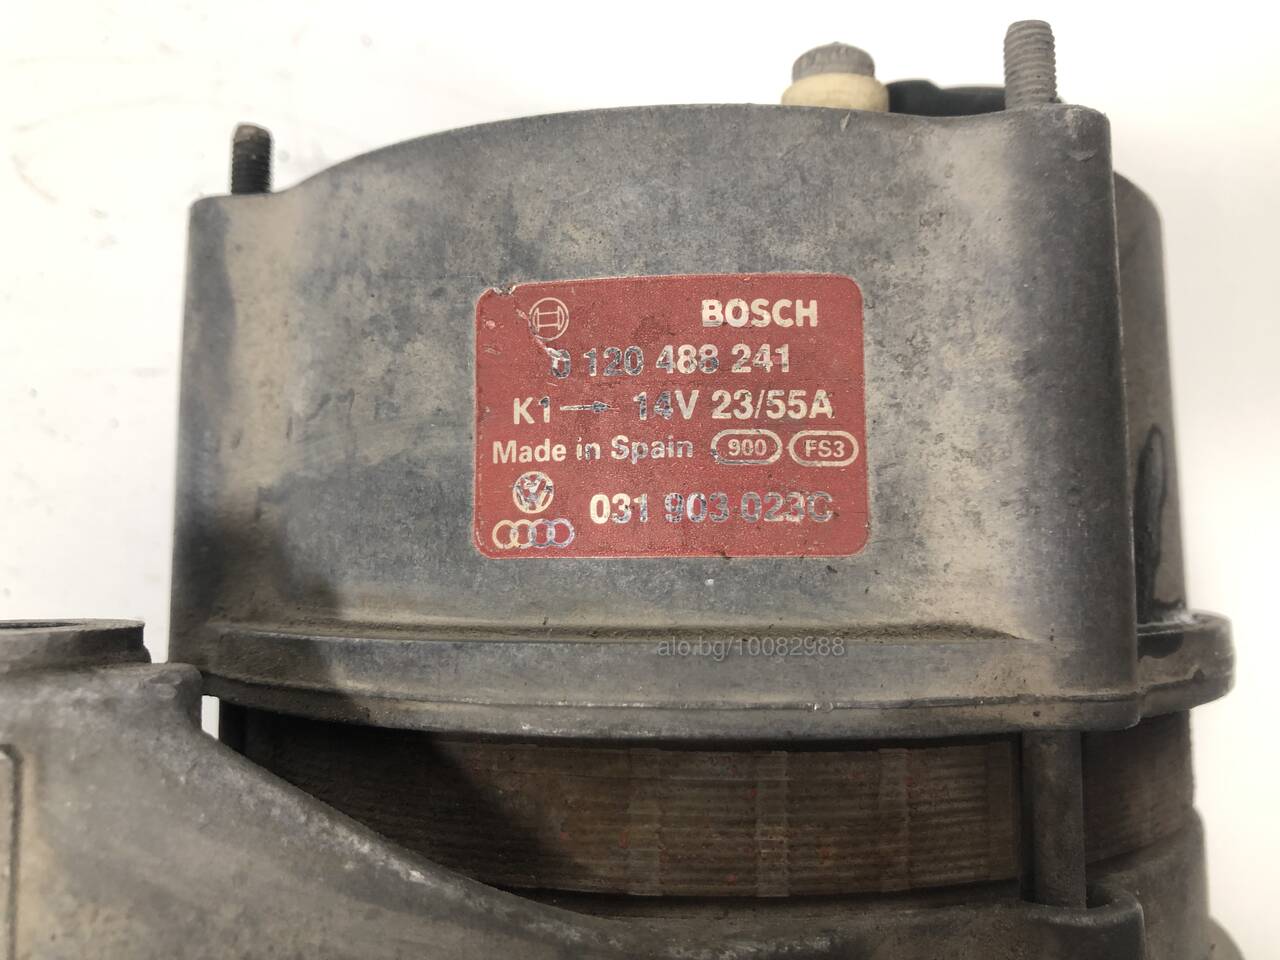 BOSCH
0 120 488 241
K1 → 14V 23/55A
Made in Spain 900 FS3
031 903 023C
alo.bg/10082988